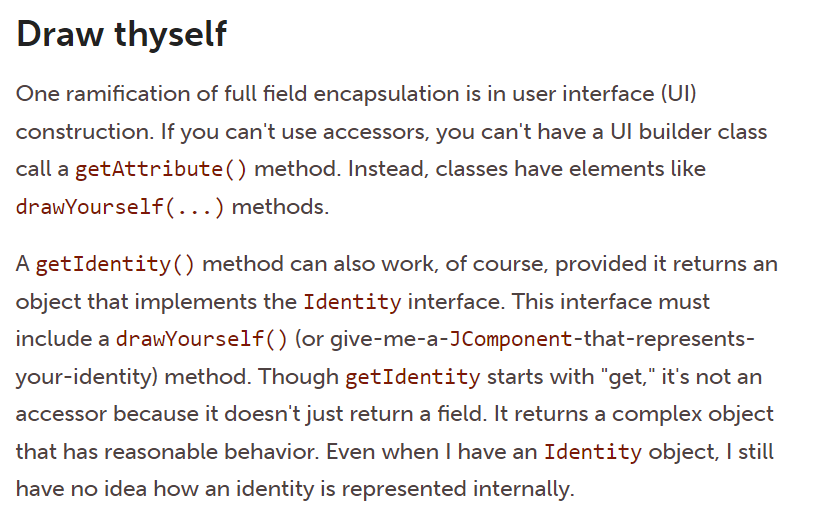 Draw thyself
One ramification of full field encapsulation is in user interface (UI)
construction. If you can't use accessors, you can't have a UI builder class
call a getAttribute() method. Instead, classes have elements like
drawYourself(...) methods.
A getIdentity() method can also work, of course, provided it returns an
object that implements the Identity interface. This interface must
include a drawYourself() (or give-me-a-JComponent-that-represents-
your-identity) method. Though getIdentity starts with "get," it's not an
accessor because it doesn't just return a field. It returns a complex object
that has reasonable behavior. Even when I have an Identity object, I still
have no idea how an identity is represented internally.